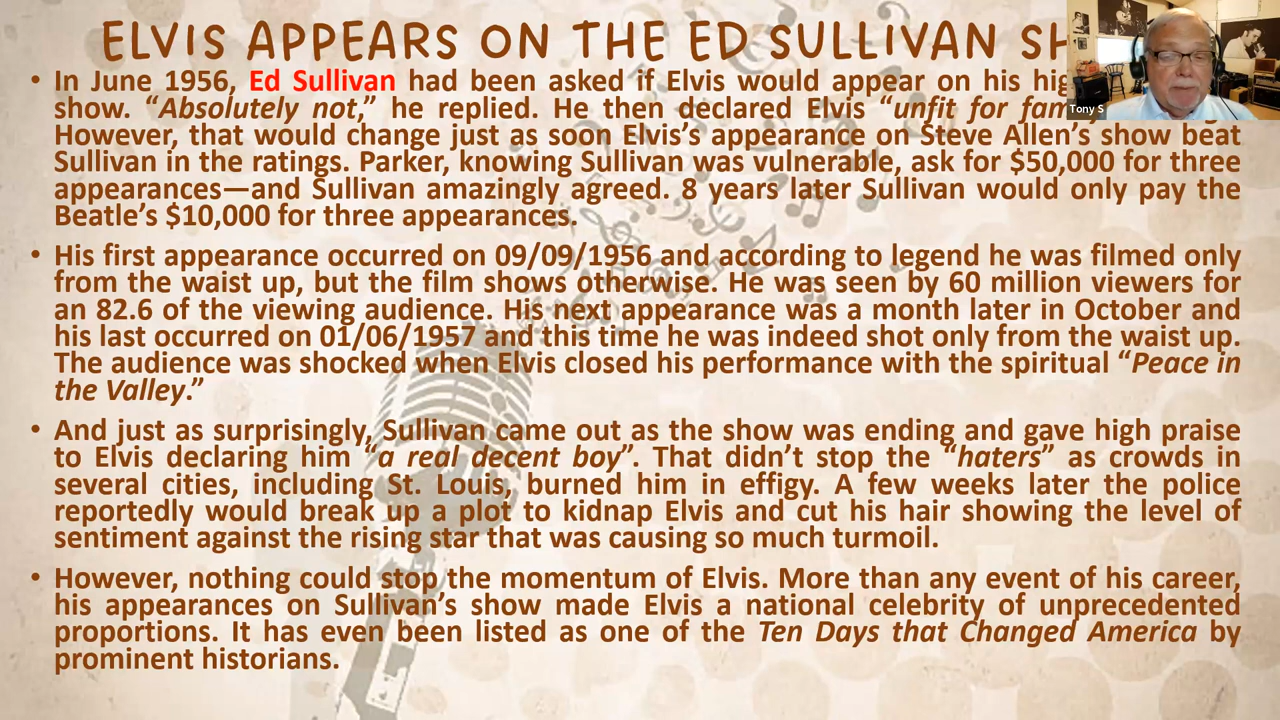 ELVIS APPEARS ON THE ED SULLIVAN SH
Tony S
• In June 1956, Ed Sullivan had been asked if Elvis would appear on his
show. “Absolutely not,” he replied. He then declared Elvis “unfit for
However, that would change just as soon Elvis’s appearance on Steve Allen’s show beat
Sullivan in the ratings. Parker, knowing Sullivan was vulnerable, ask for $50,000 for three
appearances—and Sullivan amazingly agreed. 8 years later Sullivan would only pay the
Beatle’s $10,000 for three appearances.
• His first appearance occurred on 09/09/1956 and according to legend he was filmed only
from the waist up, but the film shows otherwise. He was seen by 60 million viewers for
an 82.6 of the viewing audience. His next appearance was a month later in October and
his last occurred on 01/06/1957 and this time he was indeed shot only from the waist up.
The audience was shocked when Elvis closed his performance with the spiritual “Peace in
the Valley.”
• And just as surprisingly, Sullivan came out as the show was ending and gave high praise
to Elvis declaring him “a real decent boy”. That didn’t stop the “haters” as crowds in
several cities, including St. Louis, burned him in effigy. A few weeks later the police
reportedly would break up a plot to kidnap Elvis and cut his hair showing the level of
sentiment against the rising star that was causing so much turmoil.
• However, nothing could stop the momentum of Elvis. More than any event of his career,
his appearances on Sullivan’s show made Elvis a national celebrity of unprecedented
proportions. It has even been listed as one of the Ten Days that Changed America by
prominent historians.